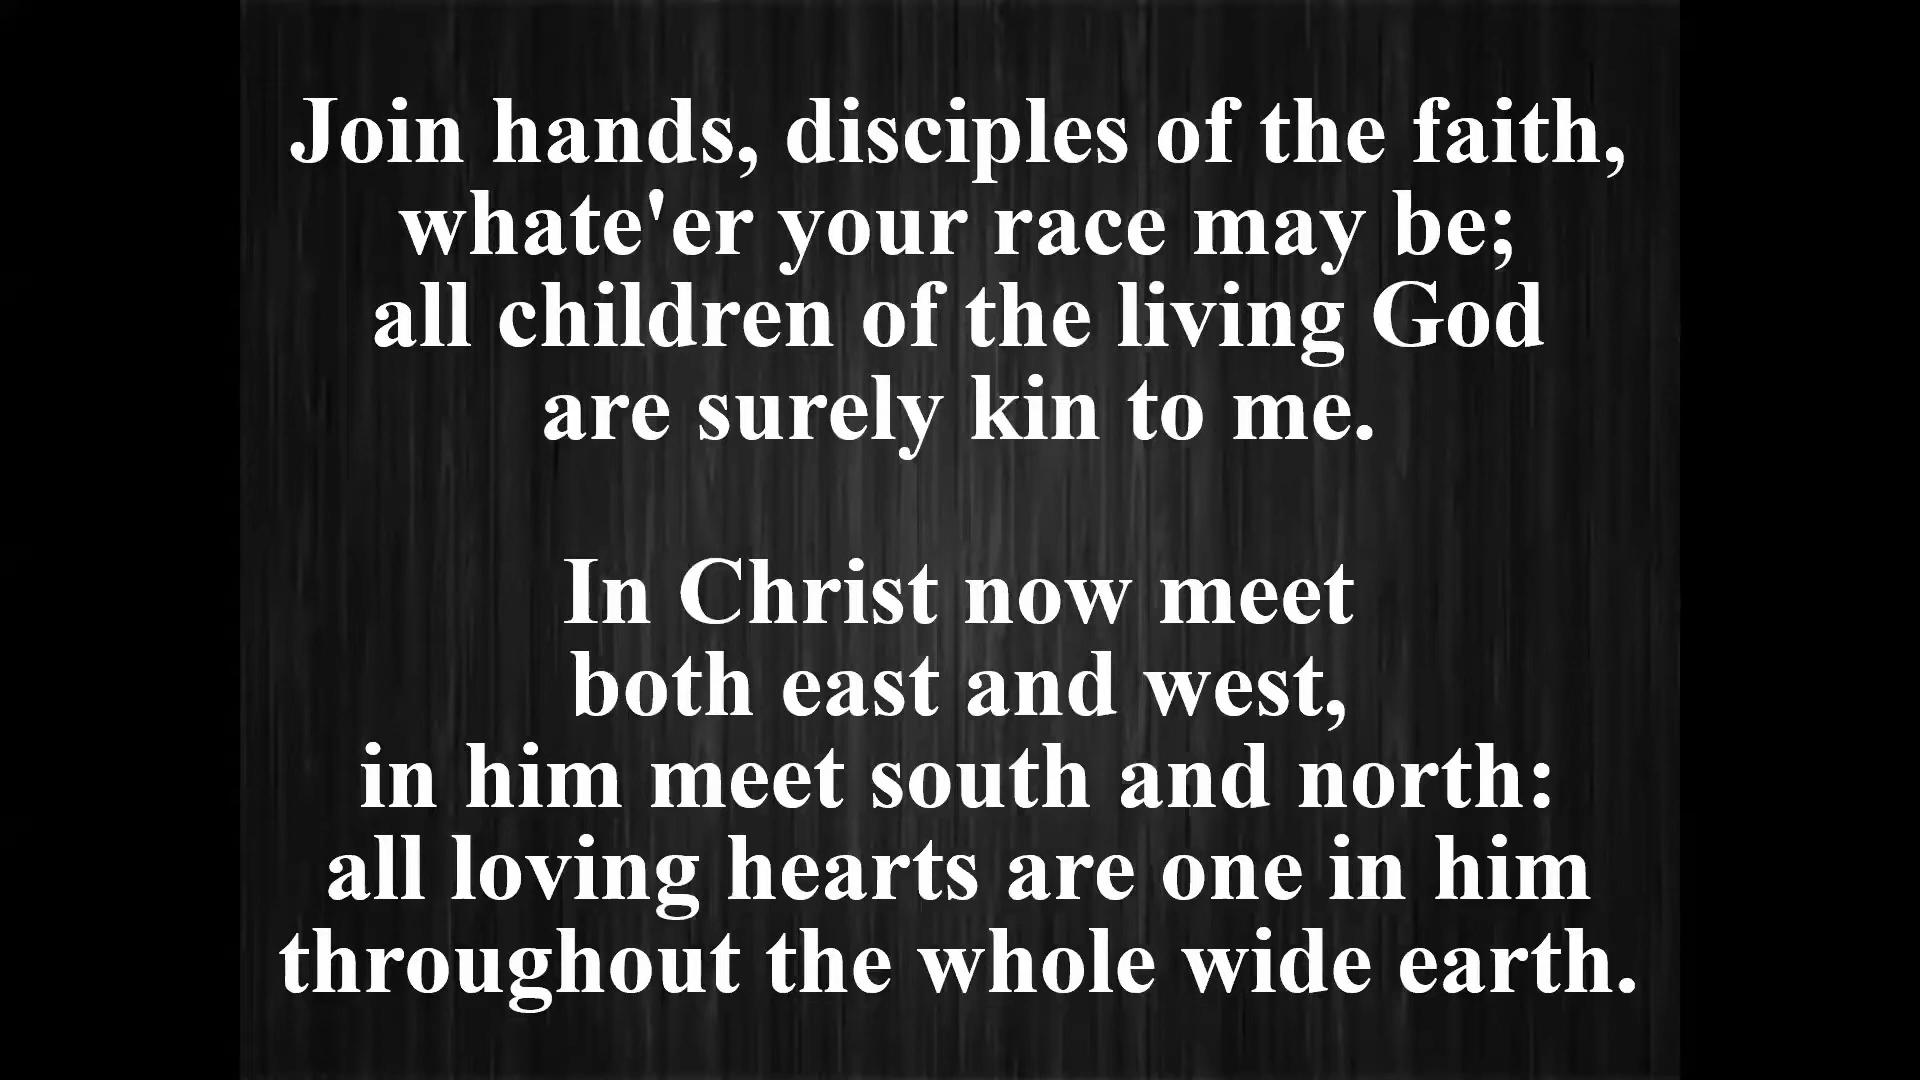 Join hands, disciples of the faith,
whate'er your race may be;
all children of the living God
are surely kin to me.
In Christ now meet
both east and west,
in him meet south and north:
all loving hearts are one in him
throughout the whole wide earth.